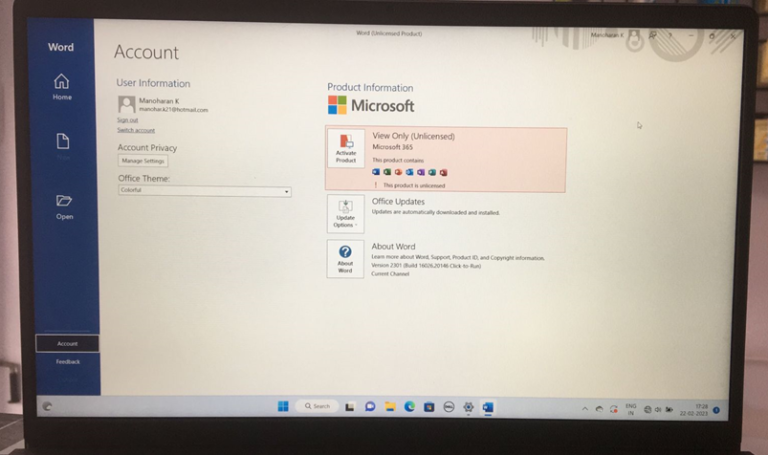 Word (Unlicensed Product)
Manoharan K
?
Word
Home
Open
Account
Feedback
Account
User Information
Manoharan K
manohack21@hotmail.com
Sign out
Switch account
Account Privacy
Manage Settings
Office Theme:
Colorful
Product Information
Microsoft
Activate
Product
View Only (Unlicensed)
Microsoft 365
This product contains
! This product is unlicensed
Update
Options
Office Updates
Updates are automatically downloaded and installed.
About
Word
About Word
Learn more about Word, Support, Product ID, and Copyright information.
Version 2301 (Build 16026.20146 Click-to-Run)
Current Channel
Search
DELL
ENG
IN
17:28
22-02-2023